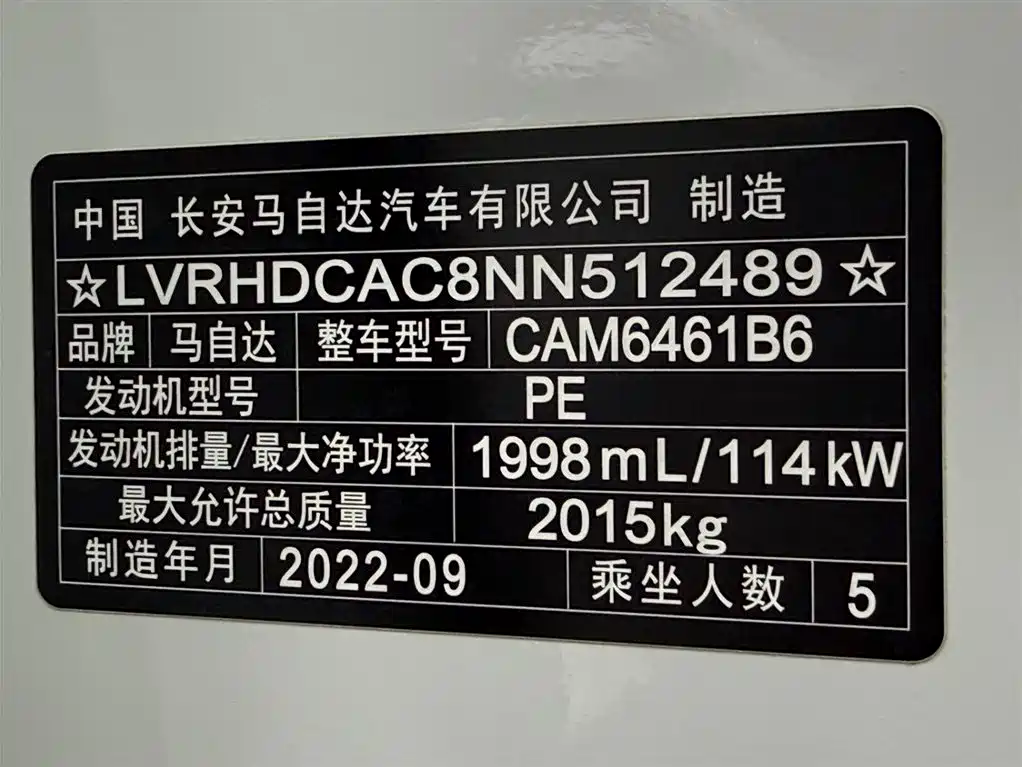 中国 长安马自达汽车有限公司 制造
☆LVRHDCAC8NN512489☆
品牌 马自达 整车型号 CAM6461B6
发动机型号 PE
发动机排量/最大净功率 1998mL/114kW
最大允许总质量 2015kg
制造年月 2022-09 乘坐人数 5